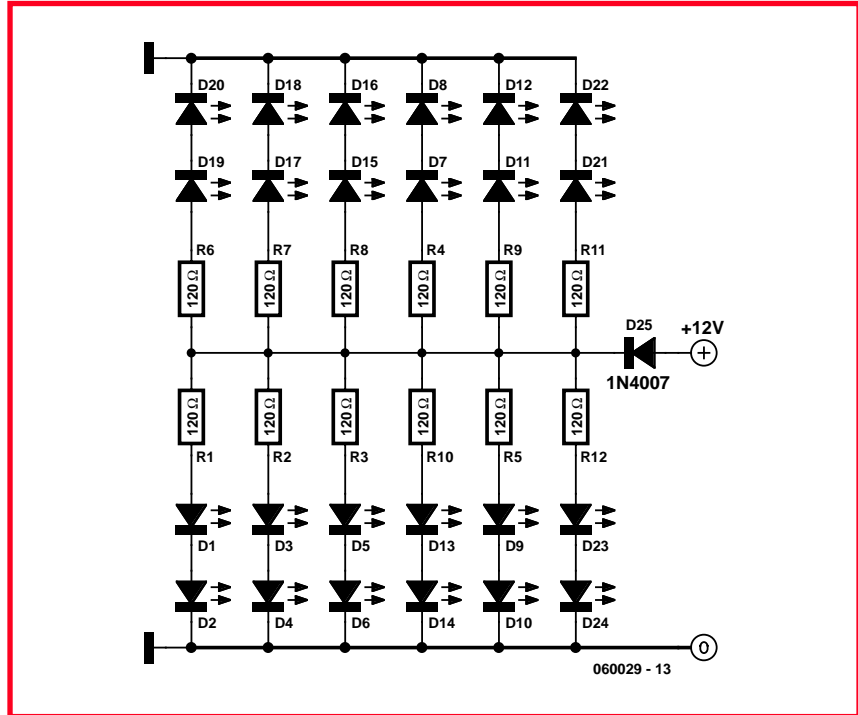 D20 D18 D16 D8 D12 D22
D19 D17 D15 D7 D11 D21
R6 R7 R8 R4 R9 R11
120 Ω 120 Ω 120 Ω 120 Ω 120 Ω 120 Ω
D25 +12V
+
1N4007
120 Ω 120 Ω 120 Ω 120 Ω 120 Ω 120 Ω
R1 R2 R3 R10 R5 R12
D1 D3 D5 D13 D9 D23
D2 D4 D6 D14 D10 D24
0
060029 - 13